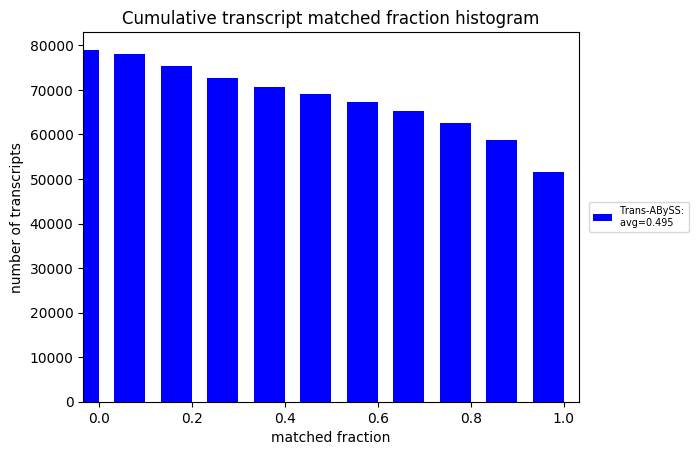 Cumulative transcript matched fraction histogram
number of transcripts
80000
70000
60000
50000
40000
30000
20000
10000
0
0.0 0.2 0.4 0.6 0.8 1.0
matched fraction
Trans-ABySS:
avg=0.495